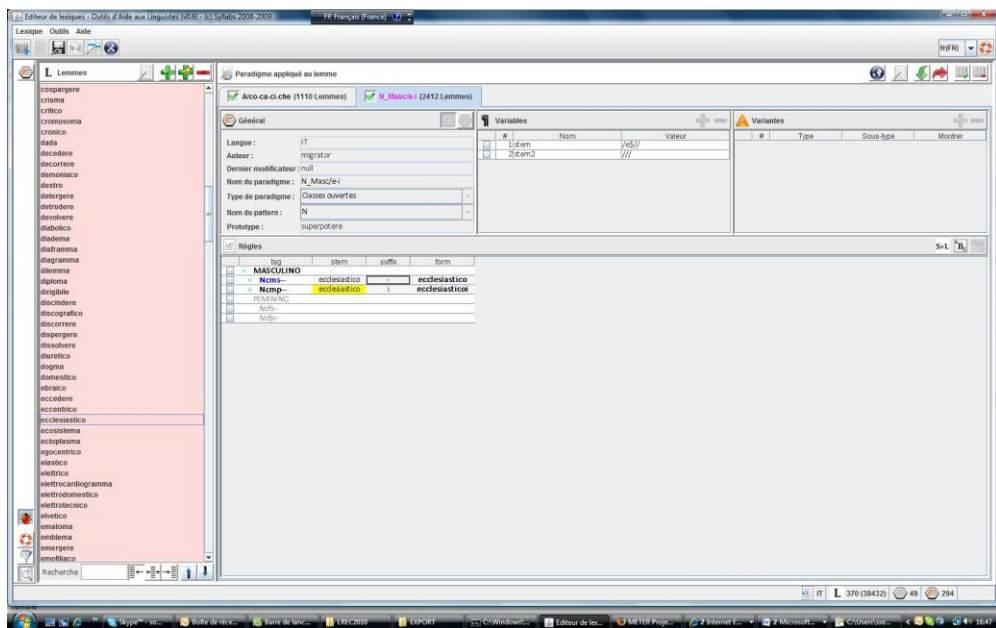 Editeur de lexiques - Outils d'Aide aux Linguistes (v0.6) - (c) Syllabs 2008-2009
FR Français (France)
Lexique Outils Aide
fr(FR)
L Lemmes
cospargere
crisma
critico
cromosoma
cronico
dada
decedere
decorrere
demoniaco
destro
detergere
detrudere
devolvere
diabolico
diadema
diaframma
diagramma
dilemma
diploma
dirigibile
discindere
discografico
discorrere
dispergere
dissolvere
diuretico
dogma
domestico
ebraico
eccedere
eccentrico
ecclesiastico
ecosistema
ectoplasma
egocentrico
elastico
elettrico
elettrocardiogramma
elettrodomestico
elettrotecnico
elvetico
ematoma
emblema
emergere
emofiliaco
Recherche
Paradigme appliqué au lemme
A/co-ca-ci-che (1110 Lemmes) N_Masc/e-i (2412 Lemmes)
Général
Langue : IT
Auteur : migrator
Dernier modificateur : null
Nom du paradigme : N_Masc/e-i
Type de paradigme : Classes ouvertes
Nom du pattern : N
Prototype : superpotere
Variables
# Nom Valeur
1 stem /e$//
2 stem2 ///
Variantes
# Type Sous-type Montrer
Règles
S>L
tag stem suffix form
MASCULINO
Ncms-- ecclesiastico - ecclesiastico
Ncmp-- ecclesiastico i ecclesiasticoi
FEMININO
Ncfs--
Ncfp--
IT L 370 (38432) 49 294
Skype™ - so... Boîte de réce... Barre de lanc... LREC2010 EXPORT C:\Windows\... Editeur de lex... METER Proje... 2 Internet E... 2 Microsoft... C:\Users\sse... 16:47